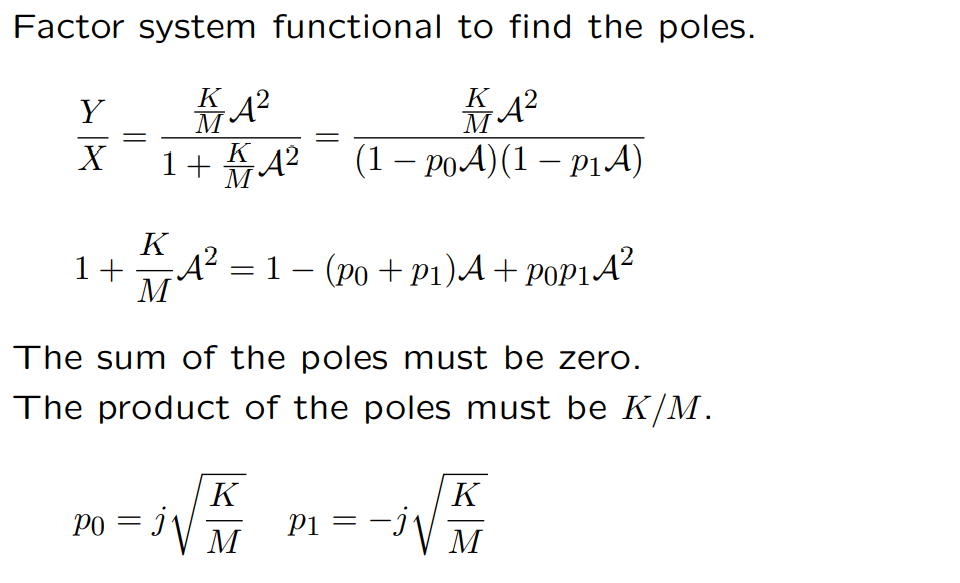 Factor system functional to find the poles.
$\frac{Y}{X} = \frac{\frac{K}{M}\mathcal{A}^2}{1 + \frac{K}{M}\mathcal{A}^2} = \frac{\frac{K}{M}\mathcal{A}^2}{(1 - p_0\mathcal{A})(1 - p_1\mathcal{A})}$
$1 + \frac{K}{M}\mathcal{A}^2 = 1 - (p_0 + p_1)\mathcal{A} + p_0p_1\mathcal{A}^2$
The sum of the poles must be zero.
The product of the poles must be $K/M$.
$p_0 = j\sqrt{\frac{K}{M}} \quad p_1 = -j\sqrt{\frac{K}{M}}$